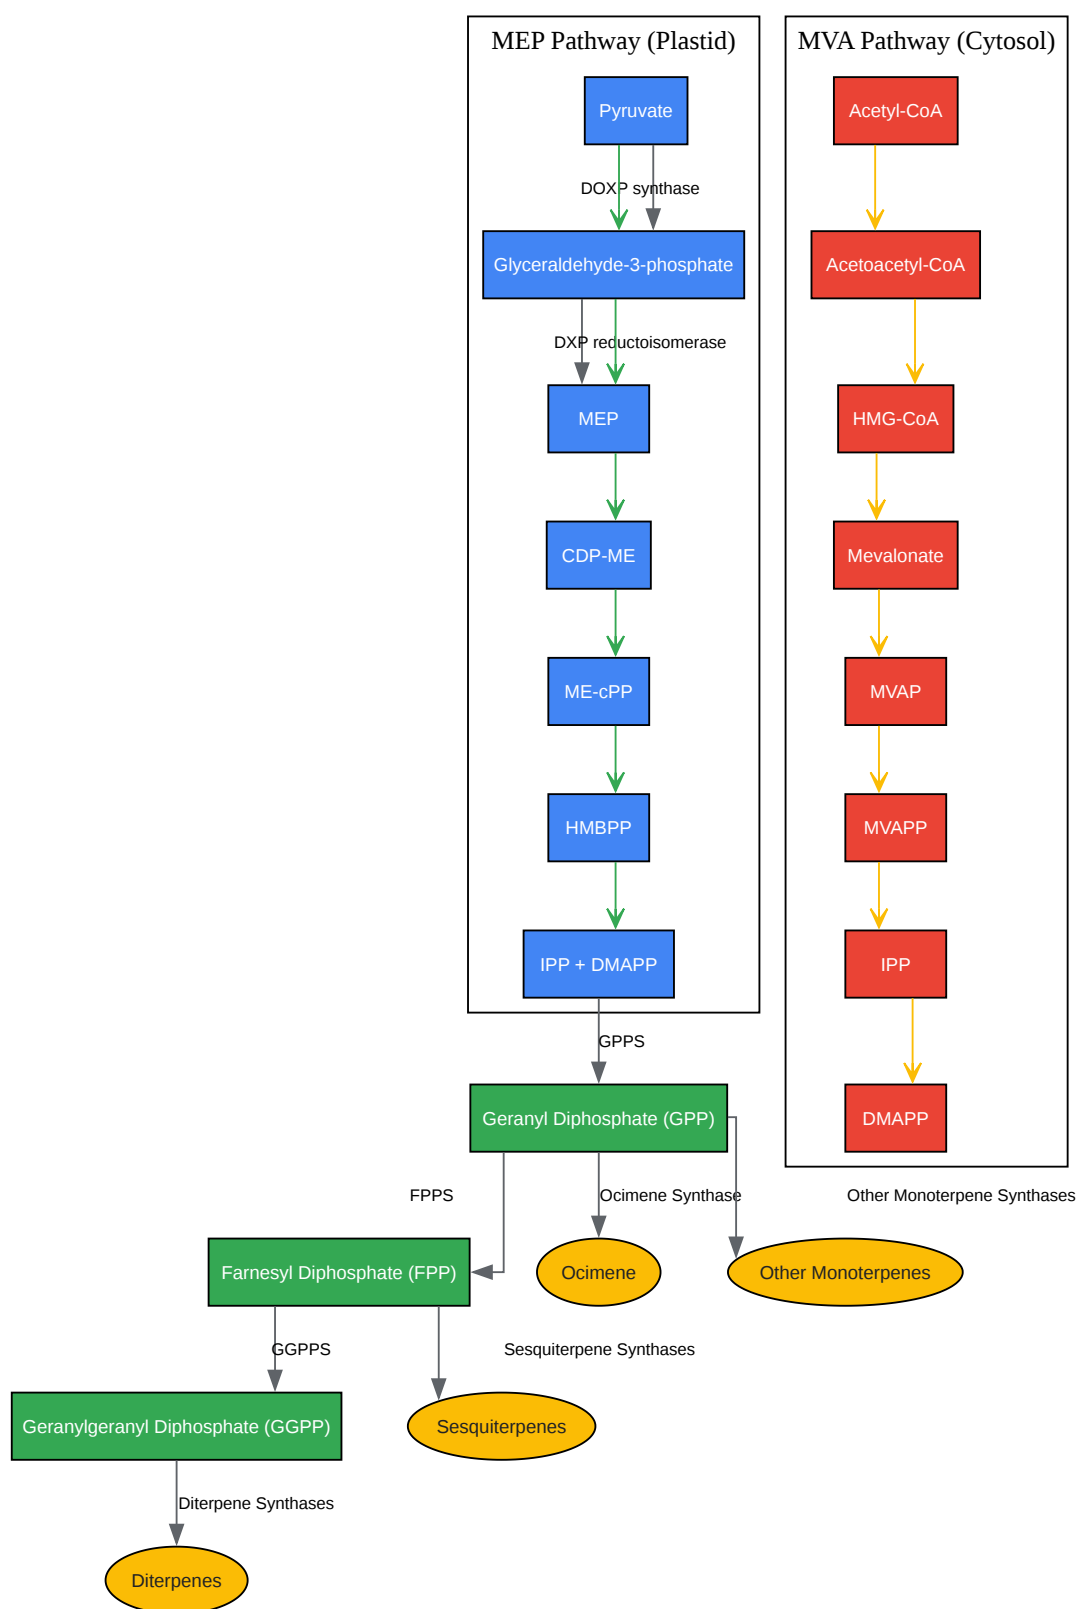 MEP Pathway (Plastid)
MVA Pathway (Cytosol)
Pyruvate
Acetyl-CoA
DOXP synthase
Glyceraldehyde-3-phosphate
Acetoacetyl-CoA
DXP reductoisomerase
MEP
HMG-CoA
CDP-ME
Mevalonate
ME-cPP
MVAP
HMBPP
MVAPP
IPP + DMAPP
IPP
GPPS
Geranyl Diphosphate (GPP)
DMAPP
FPPS
Ocimene Synthase
Other Monoterpene Synthases
Farnesyl Diphosphate (FPP)
Ocimene
Other Monoterpenes
GGPPS
Sesquiterpene Synthases
Geranylgeranyl Diphosphate (GGPP)
Sesquiterpenes
Diterpene Synthases
Diterpenes